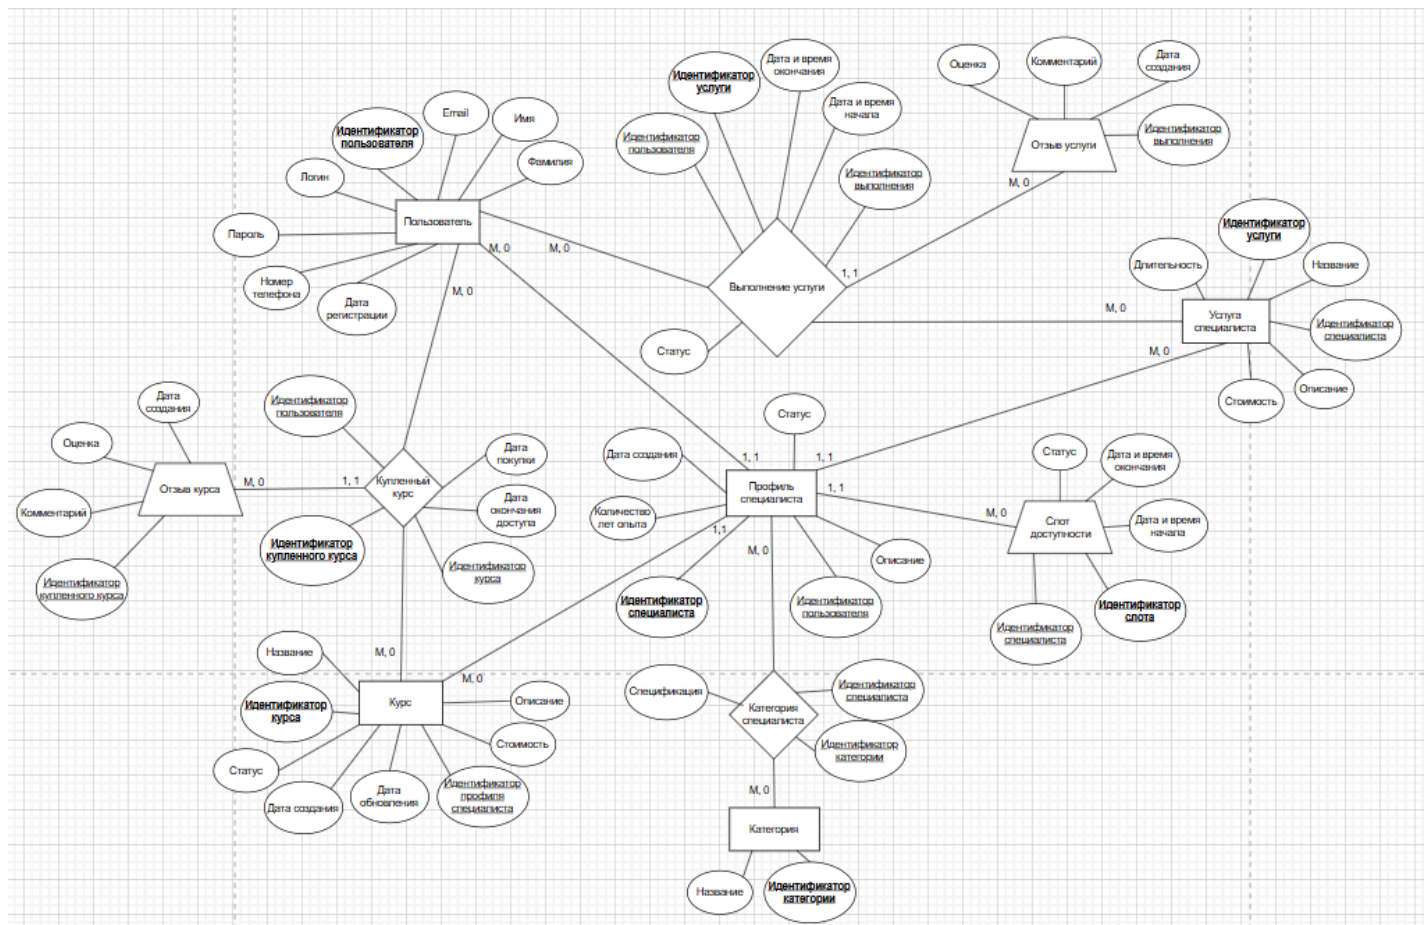 Дата и время
окончания
Идентификатор
услуги
Оценка
Комментарий
Дата
создания
Email
Имя
Дата и время
начала
Идентификатор
пользователя
Идентификатор
пользователя
Идентификатор
выполнения
Отзыв услуги
Фамилия
Логин
Идентификатор
выполнения
M, 0
Пользователь
Пароль
Идентификатор
услуги
M, 0
M, 0
Длительность
Название
1, 1
Номер
телефона
Выполнение услуги
M, 0
Дата
регистрации
M, 0
Услуга
специалиста
Идентификатор
специалиста
Статус
M, 0
Описание
Стоимость
Дата
создания
Идентификатор
пользователя
Статус
Оценка
Дата
покупки
Дата создания
Статус
Дата и время
окончания
1, 1
1, 1
Отзыв курса
M, 0
1, 1
Купленный
курс
Профиль
специалиста
1, 1
Комментарий
Дата
окончания
доступа
Количество
лет опыта
M, 0
Слот
доступности
Дата и время
начала
1,1
Идентификатор
купленного курса
M, 0
Описание
Идентификатор
курса
Идентификатор
купленного курса
Идентификатор
специалиста
Идентификатор
пользователя
Идентификатор
слота
Идентификатор
специалиста
Название
M, 0
M, 0
Спецификация
Идентификатор
специалиста
Идентификатор
курса
Курс
Описание
Категория
специалиста
Стоимость
Идентификатор
категории
Статус
Дата создания
Дата
обновления
Идентификатор
профиля
специалиста
M, 0
Категория
Название
Идентификатор
категории